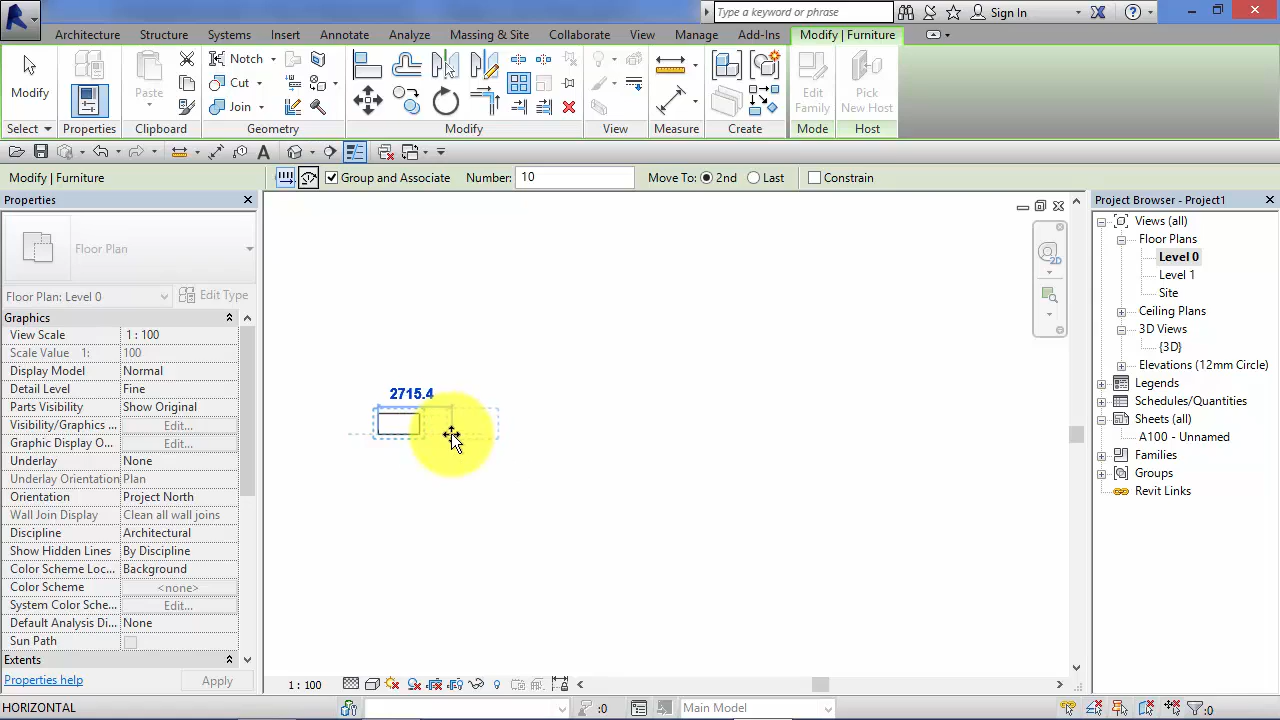 Type a keyword or phrase
Sign In
Architecture Structure Systems Insert Annotate Analyze Massing & Site Collaborate View Manage Add-Ins Modify | Furniture
Modify
Paste
Notch
Cut
Join
Edit
Family
Pick
New Host
Select Properties Clipboard Geometry Modify View Measure Create Mode Host
Modify | Furniture
Group and Associate
Number: 10
Move To: 2nd Last
Constrain
Properties
Floor Plan
Floor Plan: Level 0
Edit Type
Graphics
View Scale 1 : 100
Scale Value 1: 100
Display Model Normal
Detail Level Fine
Parts Visibility Show Original
Visibility/Graphics ... Edit...
Graphic Display O... Edit...
Underlay None
Underlay Orientation Plan
Orientation Project North
Wall Join Display Clean all wall joins
Discipline Architectural
Show Hidden Lines By Discipline
Color Scheme Loc... Background
Color Scheme <none>
System Color Sche... Edit...
Default Analysis Di... None
Sun Path
Extents
Properties help
Apply
2715.4
2D
Project Browser - Project1
Views (all)
Floor Plans
Level 0
Level 1
Site
Ceiling Plans
3D Views
{3D}
Elevations (12mm Circle)
Legends
Schedules/Quantities
Sheets (all)
A100 - Unnamed
Families
Groups
Revit Links
1 : 100
HORIZONTAL
:0
Main Model
:0